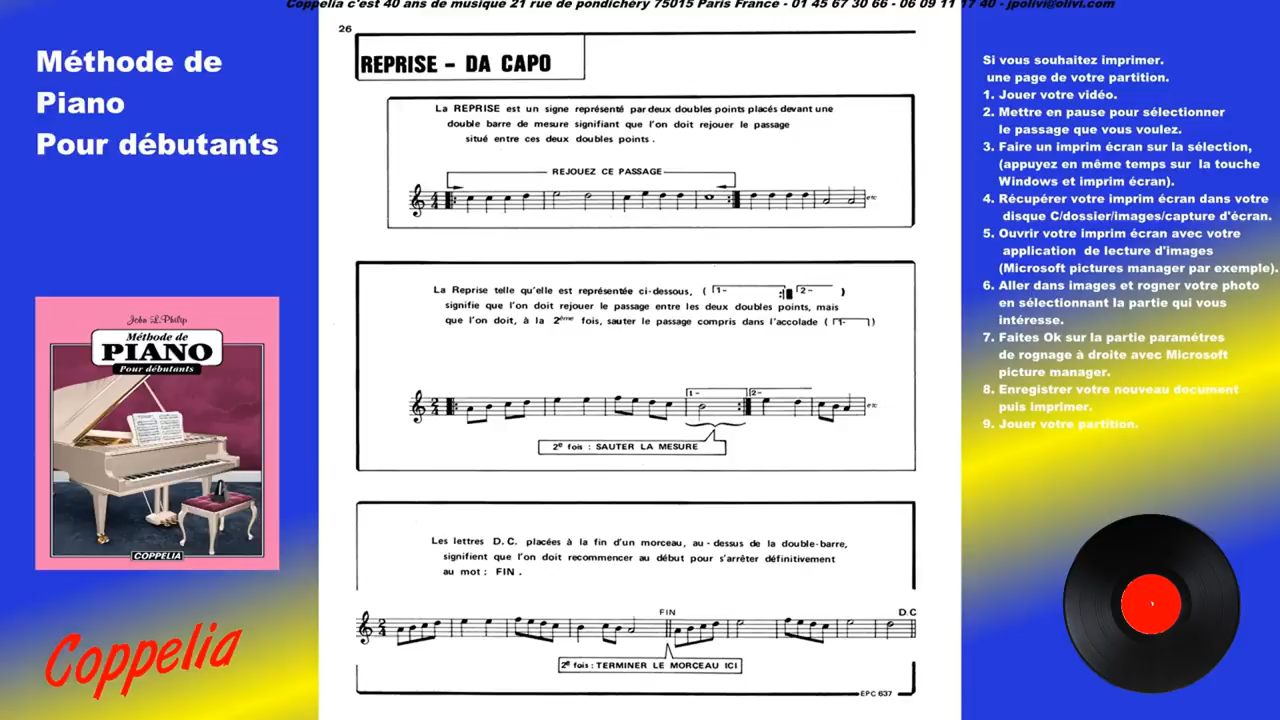 Coppelia c'est 40 ans de musique 21 rue de pondichéry 75015 Paris France - 01 45 67 30 66 - 06 09 11 17 40 - jpolivi@olivi.com
Méthode de
Piano
Pour débutants
John L.Philip
Méthode de
PIANO
Pour débutants
COPPELIA
Coppelia
26
REPRISE - DA CAPO
La REPRISE est un signe représenté par deux doubles points placés devant une
double barre de mesure signifiant que l'on doit rejouer le passage
situé entre ces deux doubles points .
REJOUEZ CE PASSAGE
etc
La Reprise telle qu'elle est représentée ci-dessous, ( 1- 2- )
signifie que l'on doit rejouer le passage entre les deux doubles points, mais
que l'on doit, à la 2ème fois, sauter le passage compris dans l'accolade ( 1- )
1- 2-
etc
2e fois : SAUTER LA MESURE
Les lettres D.C. placées à la fin d'un morceau, au-dessus de la double-barre,
signifient que l'on doit recommencer au début pour s'arrêter définitivement
au mot : FIN .
FIN
D.C
2e fois : TERMINER LE MORCEAU ICI
EPC 637
Si vous souhaitez imprimer.
une page de votre partition.
1. Jouer votre vidéo.
2. Mettre en pause pour sélectionner
le passage que vous voulez.
3. Faire un imprim écran sur la sélection,
(appuyez en même temps sur la touche
Windows et imprim écran).
4. Récupérer votre imprim écran dans votre
disque C/dossier/images/capture d'écran.
5. Ouvrir votre imprim écran avec votre
application de lecture d'images
(Microsoft pictures manager par exemple).
6. Aller dans images et rogner votre photo
en sélectionnant la partie qui vous
intéresse.
7. Faites Ok sur la partie paramétres
de rognage à droite avec Microsoft
picture manager.
8. Enregistrer votre nouveau document
puis imprimer.
9. Jouer votre partition.